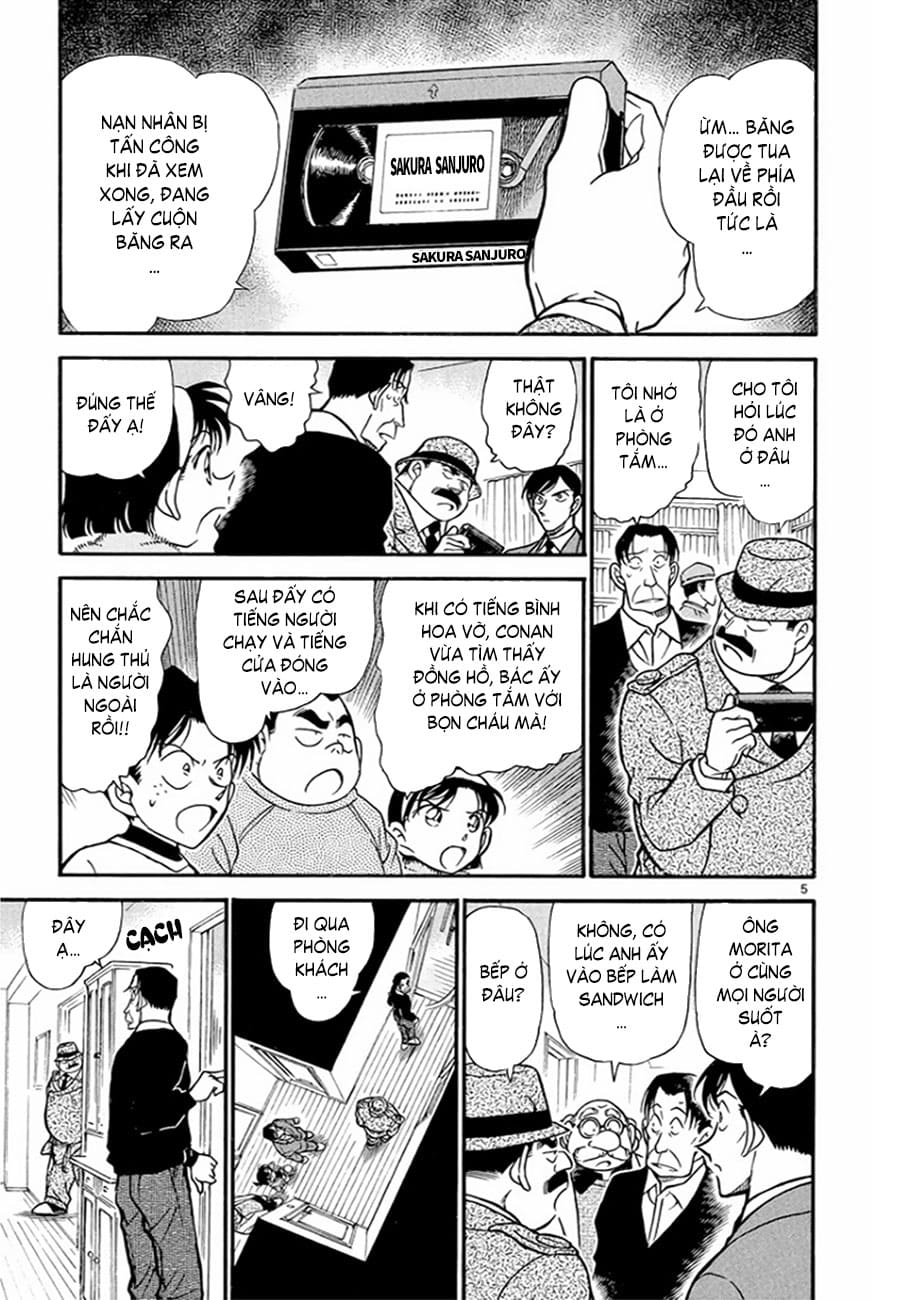 ỪM... BĂNG
ĐƯỢC TUA
LẠI VỀ PHÍA
ĐẦU RỒI
TỨC LÀ
...
SAKURA SANJURO
SAKURA SANJURO
NẠN NHÂN BỊ
TẤN CÔNG
KHI ĐÃ XEM
XONG, ĐANG
LẤY CUỘN
BĂNG RA
...
CHO TÔI
HỎI LÚC
ĐÓ ANH
Ở ĐÂU
...
TÔI NHỚ
LÀ Ở
PHÒNG
TẮM...
THẬT
KHÔNG
ĐÂY?
VÂNG!
ĐÚNG THẾ
ĐẤY Ạ!
KHI CÓ TIẾNG BÌNH
HOA VỠ, CONAN
VỪA TÌM THẤY
ĐỒNG HỒ, BÁC ẤY
Ở PHÒNG TẮM VỚI
BỌN CHÁU MÀ!
SAU ĐẤY CÓ
TIẾNG NGƯỜI
CHẠY VÀ TIẾNG
CỬA ĐÓNG
VÀO...
NÊN CHẮC
CHẮN
HUNG THỦ
LÀ NGƯỜI
NGOÀI
RỒI!!
5
ÔNG
MORITA
Ở CÙNG
MỌI NGƯỜI
SUỐT
À?
KHÔNG, CÓ
LÚC ANH ẤY
VÀO BẾP LÀM
SANDWICH
...
BẾP Ở
ĐÂU?
ĐI QUA
PHÒNG
KHÁCH
...
CẠCH
ĐÂY
Ạ...